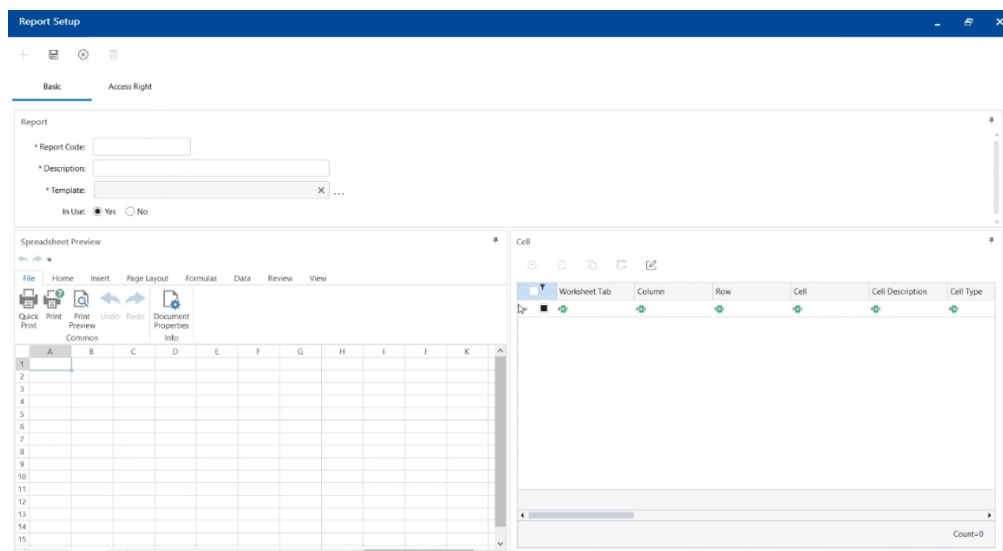 Report Setup
Basic Access Right
Report
* Report Code:
* Description:
* Template: ...
In Use: Yes No
Spreadsheet Preview
File Home Insert Page Layout Formulas Data Review View
Quick Print Print Print Preview Undo Redo Document Properties
Common Info
A B C D E F G H I J K
1
2
3
4
5
6
7
8
9
10
11
12
13
14
15
Cell
Worksheet Tab Column Row Cell Cell Description Cell Type
Count=0